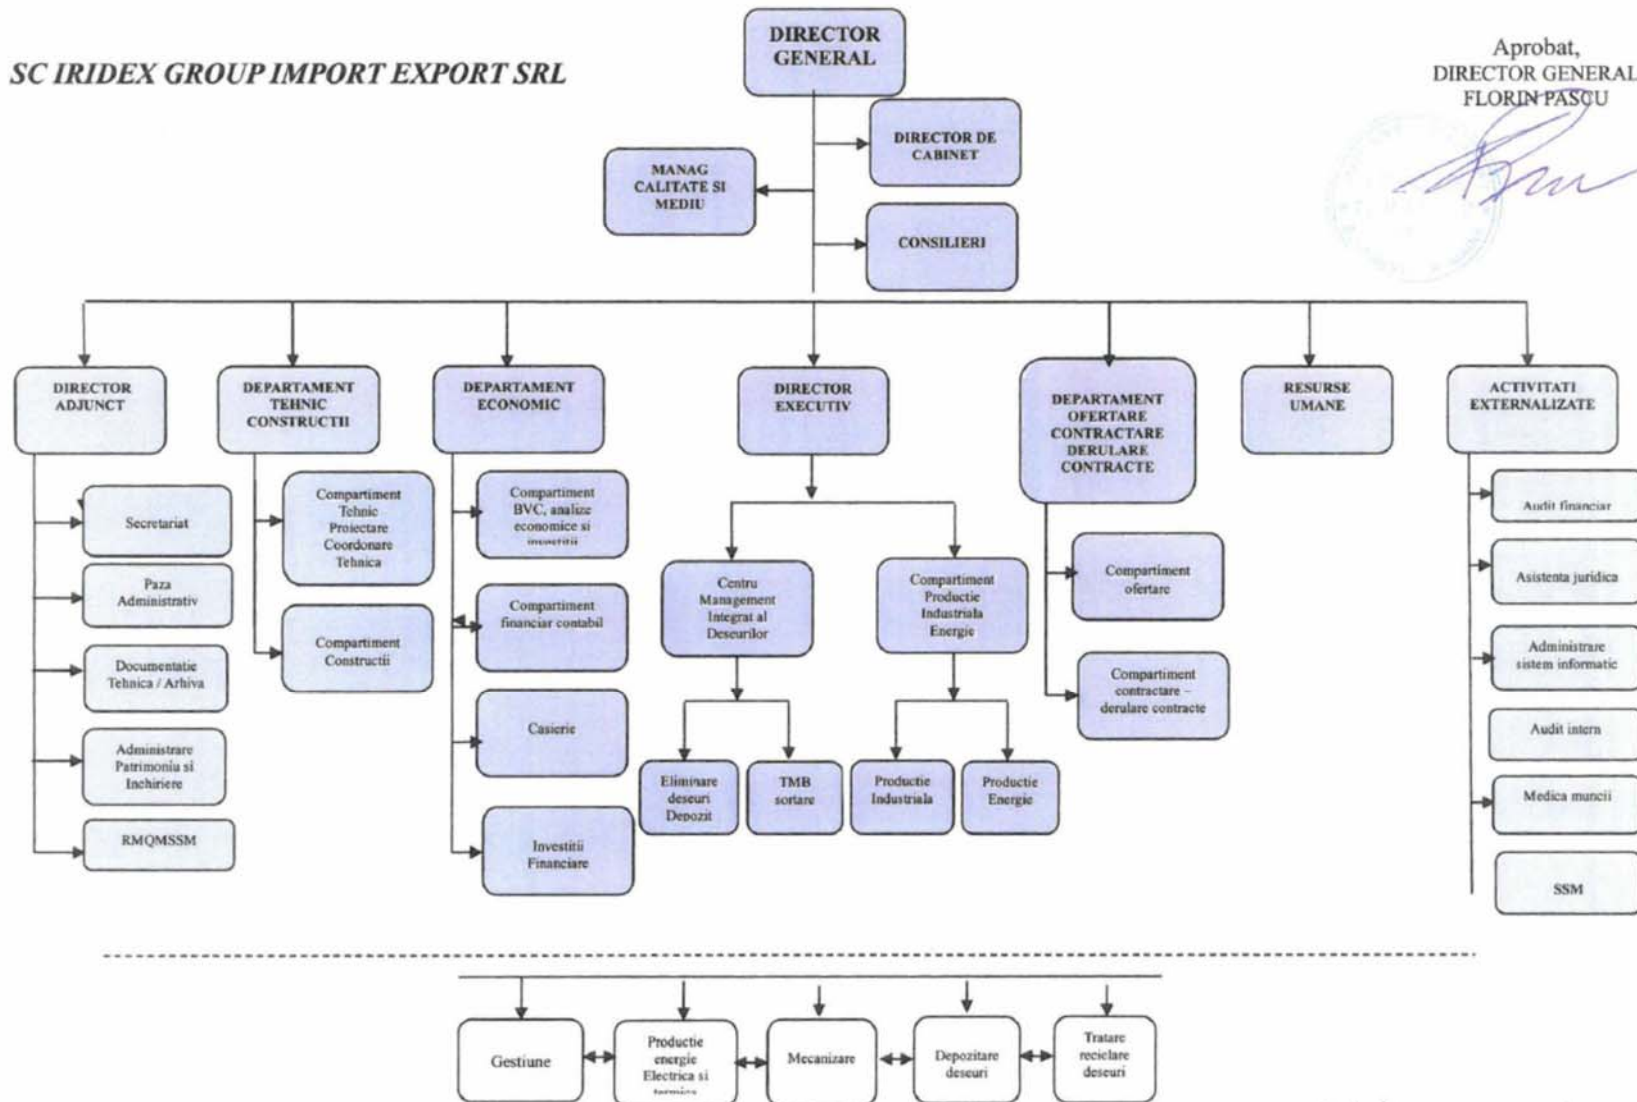 SC IRIDEX GROUP IMPORT EXPORT SRL
DIRECTOR
GENERAL
Aprobat,
DIRECTOR GENERAL
FLORIN PASCU
DIRECTOR DE
CABINET
MANAG
CALITATE SI
MEDIU
CONSILIERI
DIRECTOR
ADJUNCT
DEPARTAMENT
TEHNIC
CONSTRUCTII
DEPARTAMENT
ECONOMIC
DIRECTOR
EXECUTIV
DEPARTAMENT
OFERTARE
CONTRACTARE
DERULARE
CONTRACTE
RESURSE
UMANE
ACTIVITATI
EXTERNALIZATE
Secretariat
Paza
Administrativ
Documentatie
Tehnica / Arhiva
Administrare
Patrimoniu si
Inchiriere
RMQMSSM
Compartiment
Tehnic
Proiectare
Coordonare
Tehnica
Compartiment
Constructii
Compartiment
BVC, analize
economice si
investitii
Compartiment
financiar contabil
Casierie
Investitii
Financiare
Centru
Management
Integrat al
Deseurilor
Compartiment
Productie
Industriala
Energie
Eliminare
deseuri
Depozit
TMB
sortare
Productie
Industriala
Productie
Energie
Compartiment
ofertare
Compartiment
contractare –
derulare contracte
Audit financiar
Asistenta juridica
Administrare
sistem informatic
Audit intern
Medica muncii
SSM
Gestiune
Productie
energie
Electrica si
termica
Mecanizare
Depozitare
deseuri
Tratare
reciclare
deseuri